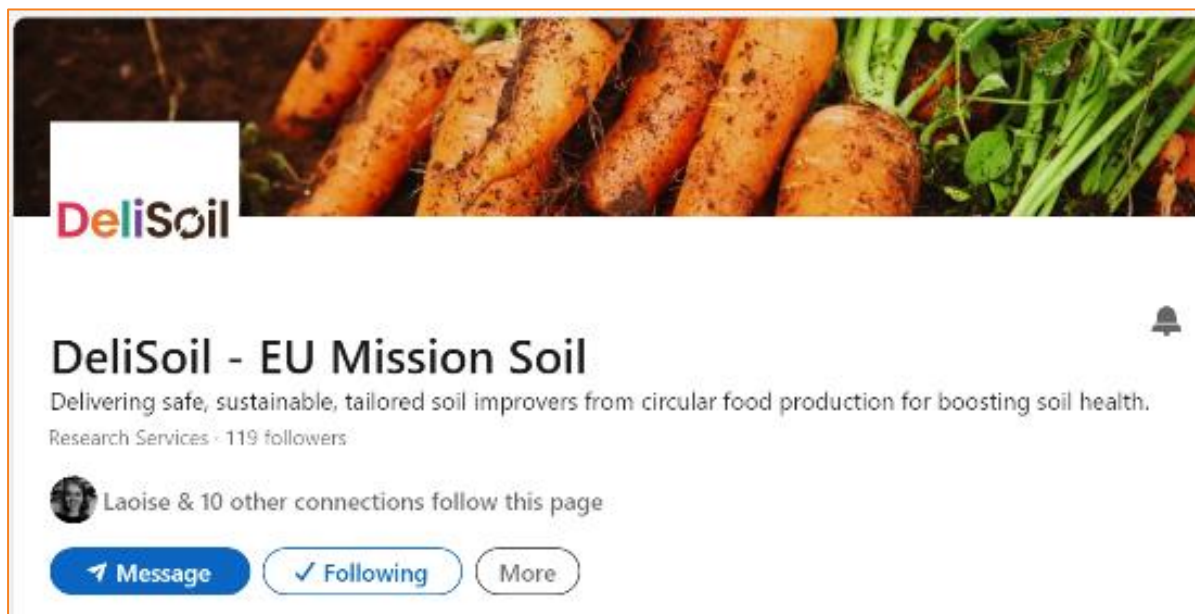 DeliSoil
DeliSoil - EU Mission Soil
Delivering safe, sustainable, tailored soil improvers from circular food production for boosting soil health.
Research Services · 119 followers
Laoise & 10 other connections follow this page
Message
Following
More